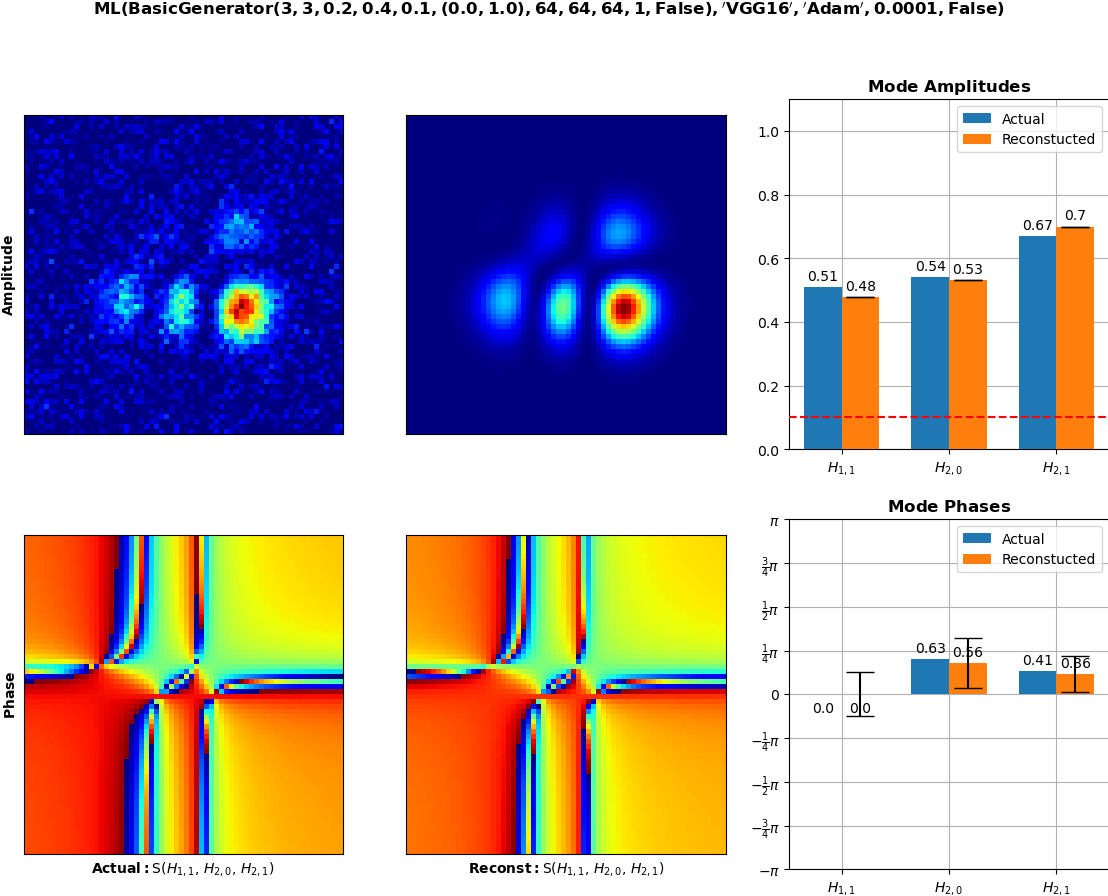 ML(BasicGenerator(3, 3, 0.2, 0.4, 0.1, (0.0, 1.0), 64, 64, 64, 1, False), ′VGG16′, ′Adam′, 0.0001, False)
Amplitude
Mode Amplitudes
Actual
Reconstucted
1.0
0.8
0.6
0.4
0.2
0.0
0.51
0.48
0.54
0.53
0.67
0.7
H1,1
H2,0
H2,1
Phase
Actual: S(H1,1, H2,0, H2,1)
Reconst: S(H1,1, H2,0, H2,1)
Mode Phases
Actual
Reconstucted
π
3/4π
1/2π
1/4π
0
−1/4π
−1/2π
−3/4π
−π
0.0
0.0
0.63
0.56
0.41
0.36
H1,1
H2,0
H2,1